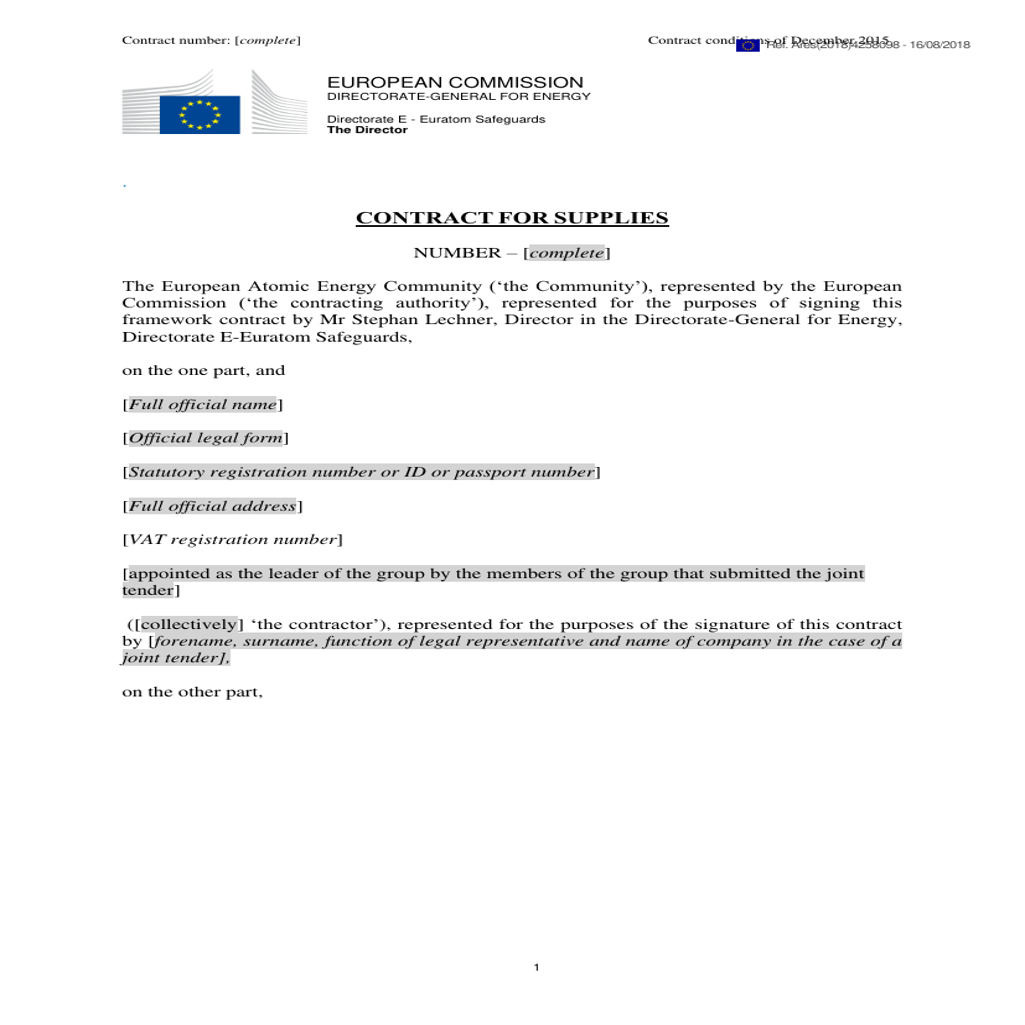 Contract number: [complete]
Contract conditions of December 2015
Ref. Ares(2018)4258098 - 16/08/2018
EUROPEAN COMMISSION
DIRECTORATE-GENERAL FOR ENERGY
Directorate E - Euratom Safeguards
The Director
.
CONTRACT FOR SUPPLIES
NUMBER – [complete]
The European Atomic Energy Community (‘the Community’), represented by the European
Commission (‘the contracting authority’), represented for the purposes of signing this
framework contract by Mr Stephan Lechner, Director in the Directorate-General for Energy,
Directorate E-Euratom Safeguards,
on the one part, and
[Full official name]
[Official legal form]
[Statutory registration number or ID or passport number]
[Full official address]
[VAT registration number]
[appointed as the leader of the group by the members of the group that submitted the joint
tender]
([collectively] ‘the contractor’), represented for the purposes of the signature of this contract
by [forename, surname, function of legal representative and name of company in the case of a
joint tender],
on the other part,
1